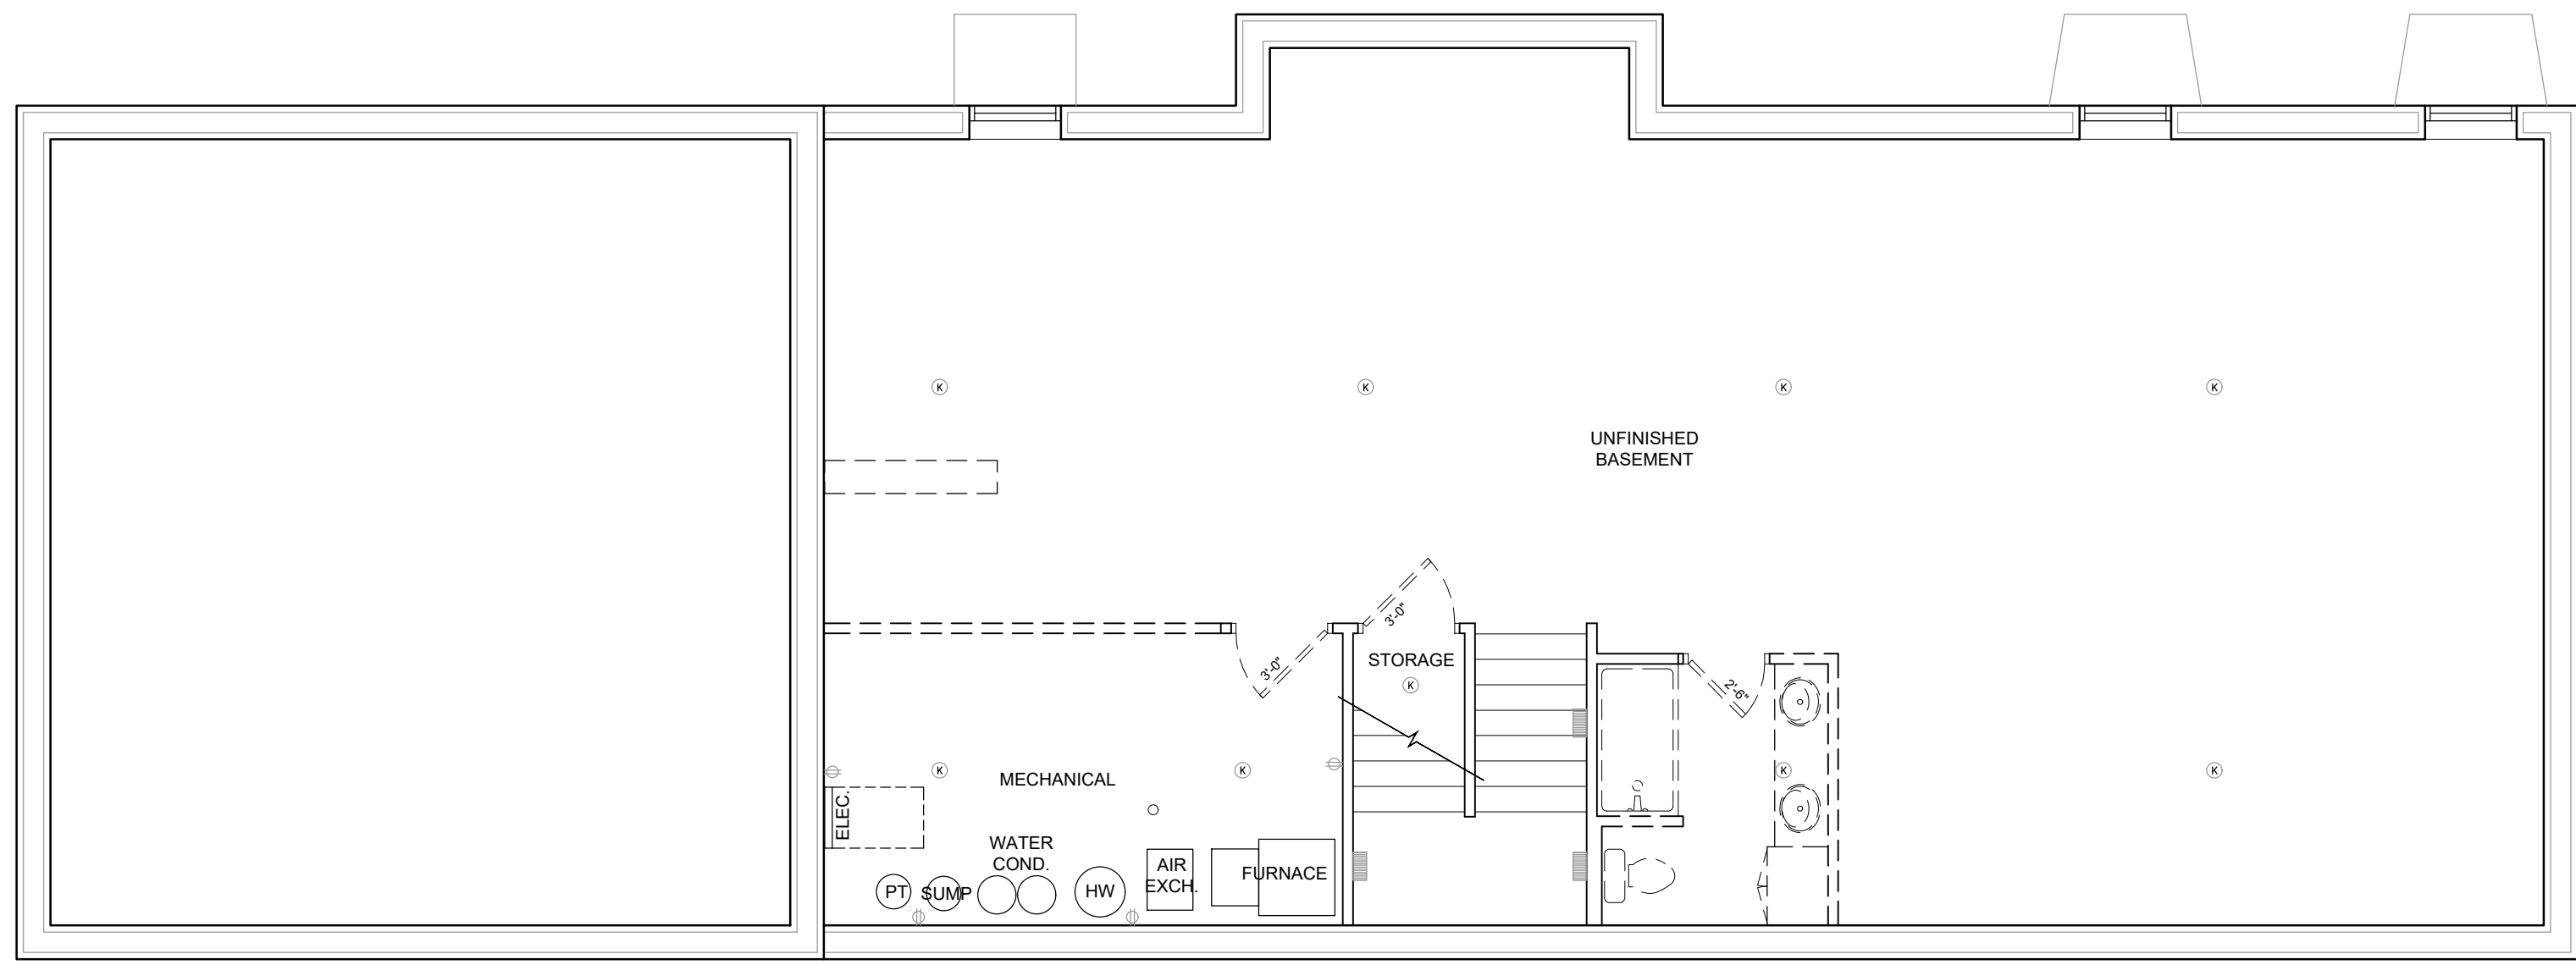 K
K
K
K
UNFINISHED
BASEMENT
3'-0"
3'-0"
STORAGE
K
2'-6"
K
MECHANICAL
K
K
K
ELEC.
WATER
COND.
AIR
EXCH.
FURNACE
PT
SUMP
HW